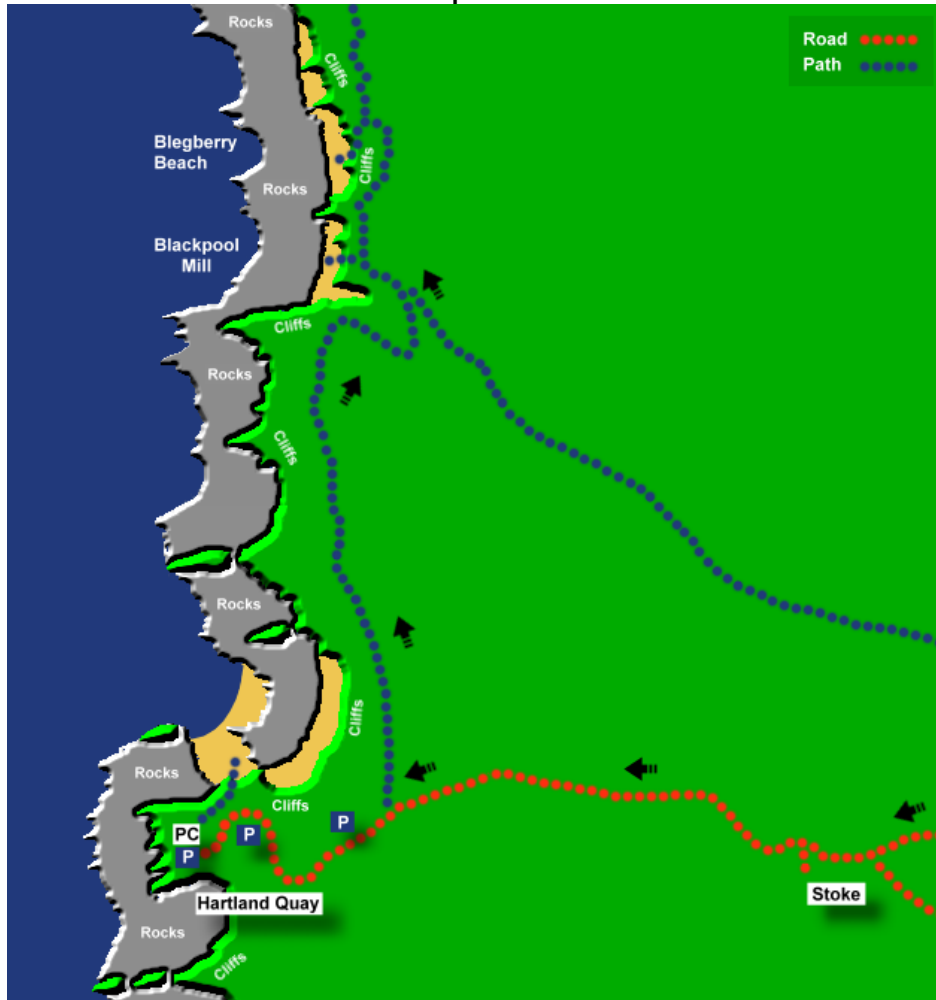 Rocks
Road
Path
Cliffs
Blegberry
Beach
Cliffs
Rocks
Blackpool
Mill
Cliffs
Rocks
Cliffs
Rocks
Cliffs
Rocks
Cliffs
PC
P
P
P
Hartland Quay
Stoke
Rocks
Cliffs